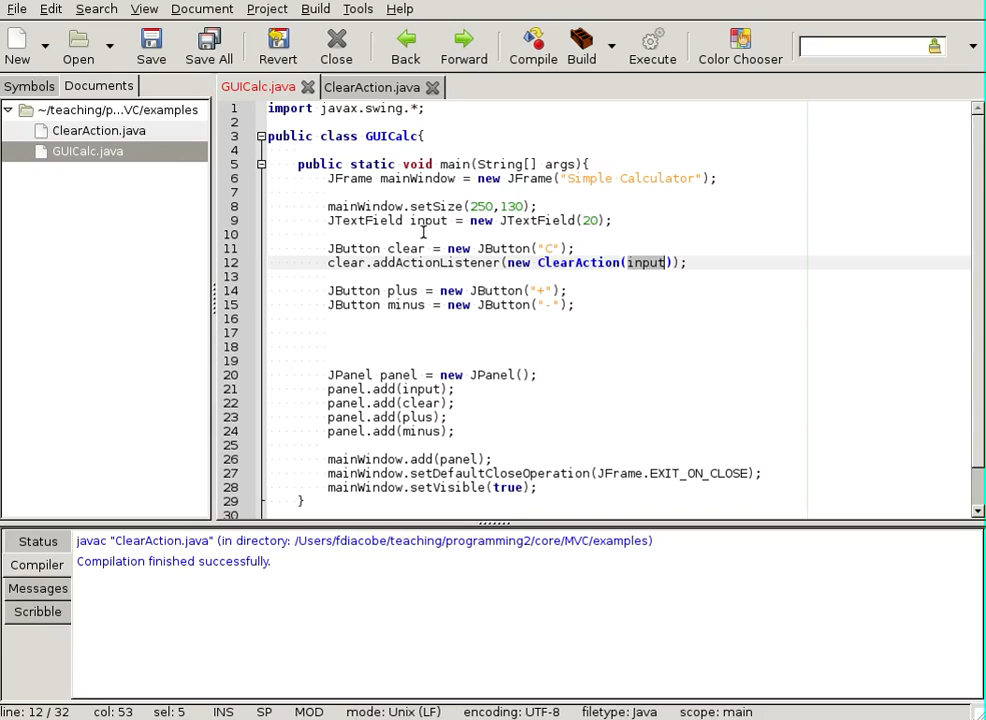 File Edit Search View Document Project Build Tools Help
New Open Save Save All Revert Close Back Forward Compile Build Execute Color Chooser
Symbols Documents GUICalc.java ClearAction.java
~/teaching/p...VC/examples
ClearAction.java
GUICalc.java
1 import javax.swing.*;
2
3 public class GUICalc{
4
5 public static void main(String[] args){
6 JFrame mainWindow = new JFrame("Simple Calculator");
7
8 mainWindow.setSize(250,130);
9 JTextField input = new JTextField(20);
10
11 JButton clear = new JButton("C");
12 clear.addActionListener(new ClearAction(input));
13
14 JButton plus = new JButton("+");
15 JButton minus = new JButton("-");
16
17
18
19
20 JPanel panel = new JPanel();
21 panel.add(input);
22 panel.add(clear);
23 panel.add(plus);
24 panel.add(minus);
25
26 mainWindow.add(panel);
27 mainWindow.setDefaultCloseOperation(JFrame.EXIT_ON_CLOSE);
28 mainWindow.setVisible(true);
29 }
30
Status
Compiler
Messages
Scribble
javac "ClearAction.java" (in directory: /Users/fdiacobe/teaching/programming2/core/MVC/examples)
Compilation finished successfully.
line: 12 / 32 col: 53 sel: 5 INS SP MOD mode: Unix (LF) encoding: UTF-8 filetype: Java scope: main